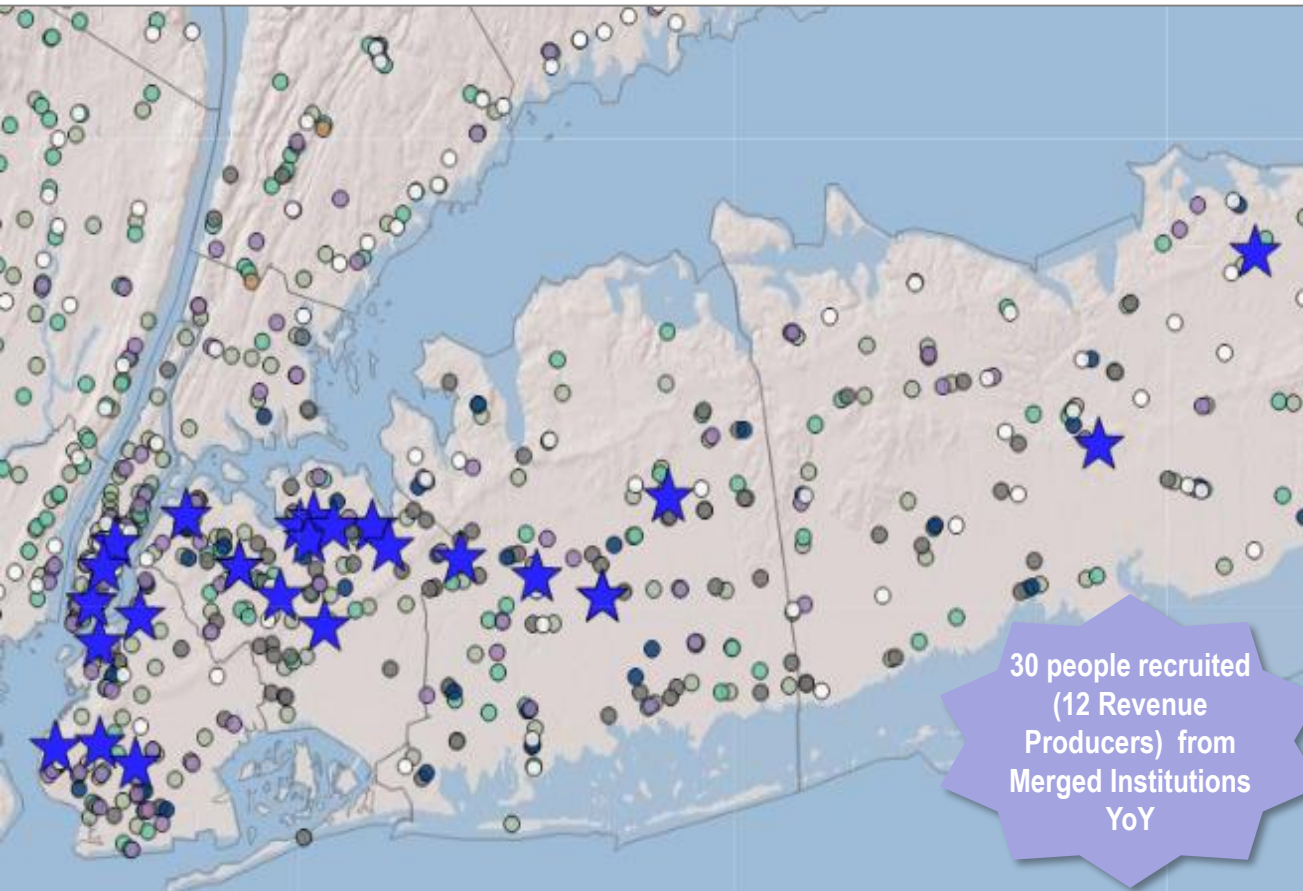 30 people recruited
(12 Revenue
Producers) from
Merged Institutions
YoY